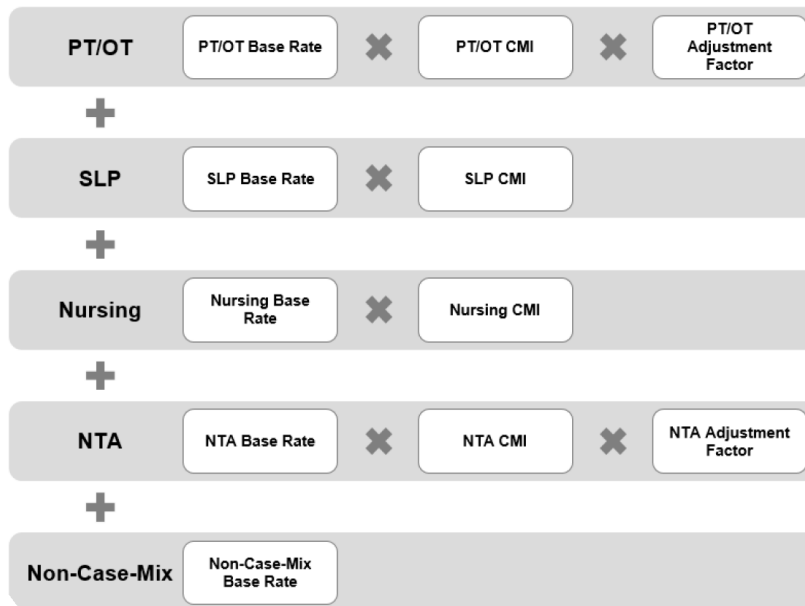 PT/OT
PT/OT Base Rate
PT/OT CMI
PT/OT
Adjustment
Factor
SLP
SLP Base Rate
SLP CMI
Nursing
Nursing Base
Rate
Nursing CMI
NTA
NTA Base Rate
NTA CMI
NTA Adjustment
Factor
Non-Case-Mix
Non-Case-Mix
Base Rate